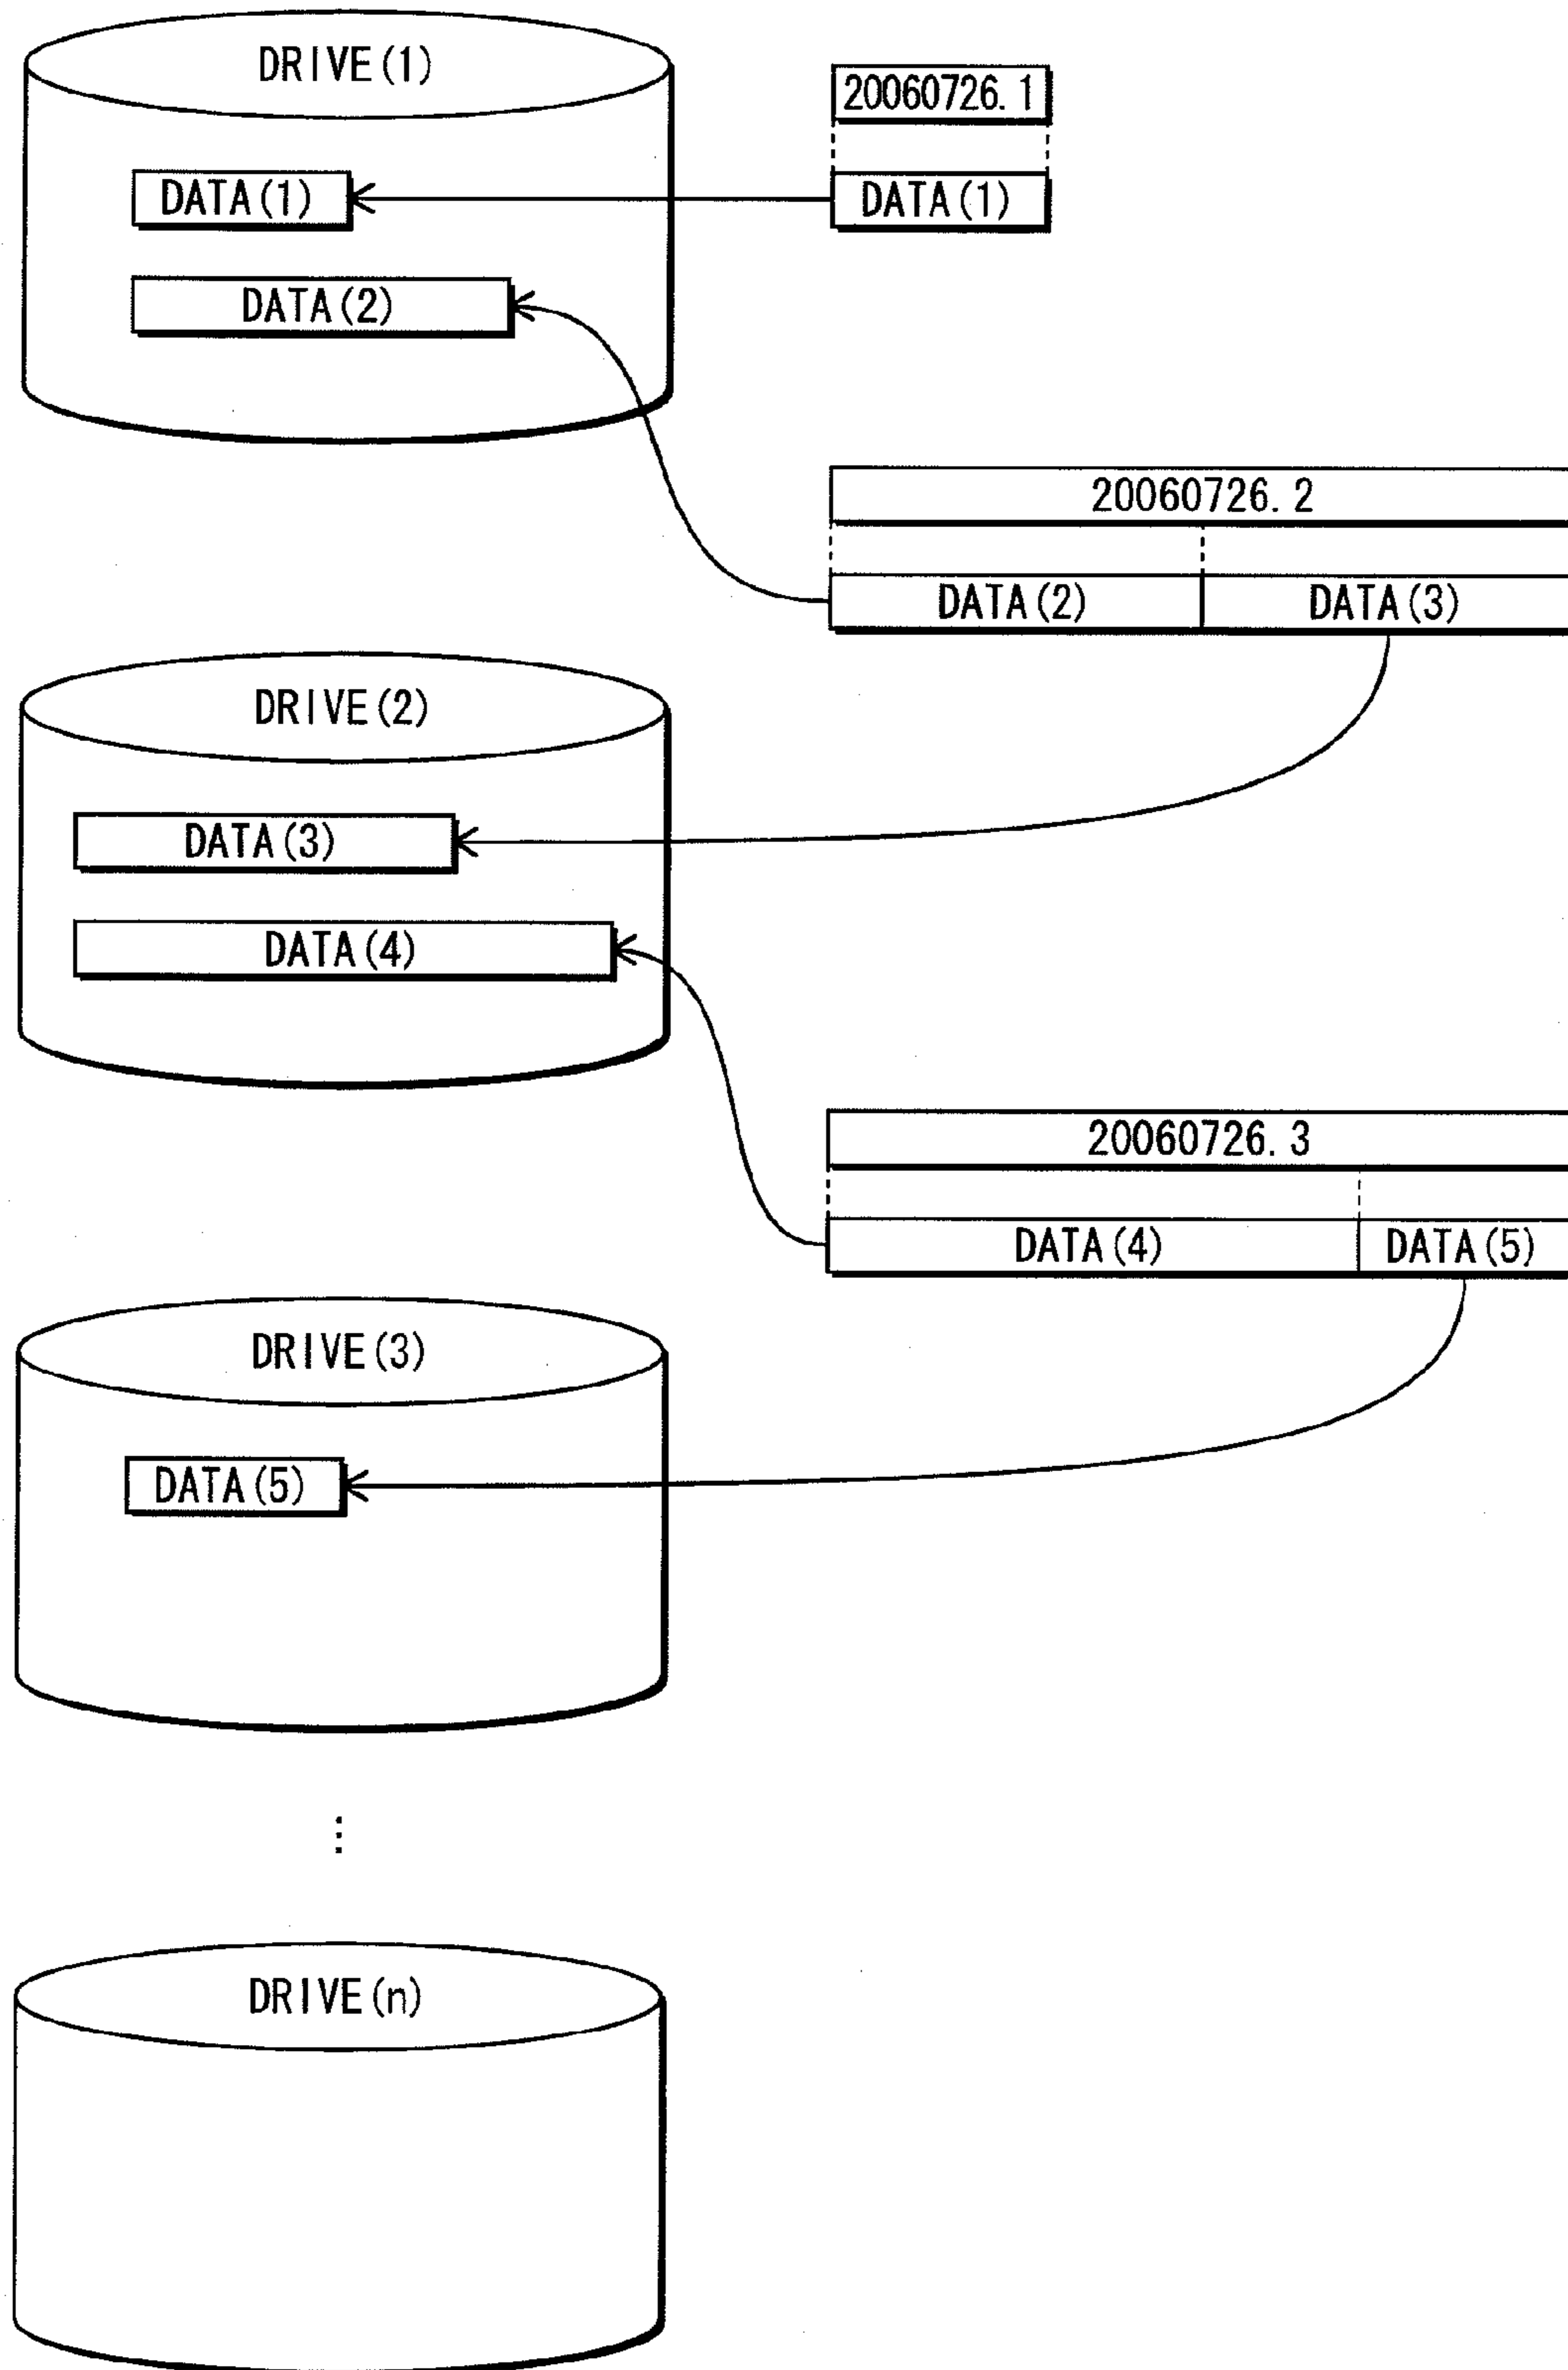 DRIVE(1)
20060726.1
DATA(1)
DATA(1)
DATA(2)
20060726.2
DATA(2)
DATA(3)
DRIVE(2)
DATA(3)
DATA(4)
20060726.3
DATA(4)
DATA(5)
DRIVE(3)
DATA(5)
DRIVE(n)